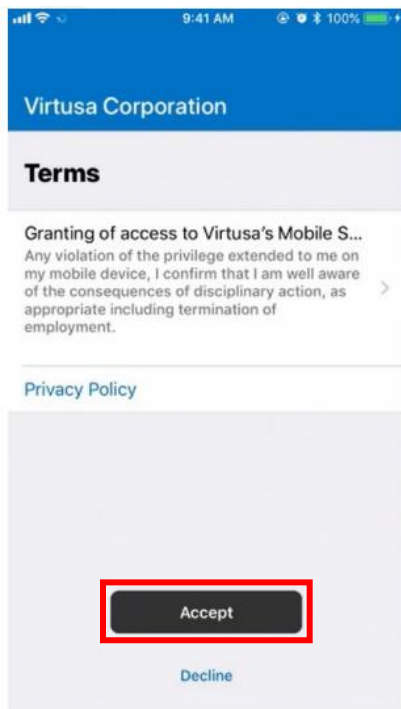 9:41 AM 100%
Virtusa Corporation
Terms
Granting of access to Virtusa's Mobile S...
Any violation of the privilege extended to me on
my mobile device, I confirm that I am well aware
of the consequences of disciplinary action, as
appropriate including termination of
employment.
Privacy Policy
Accept
Decline